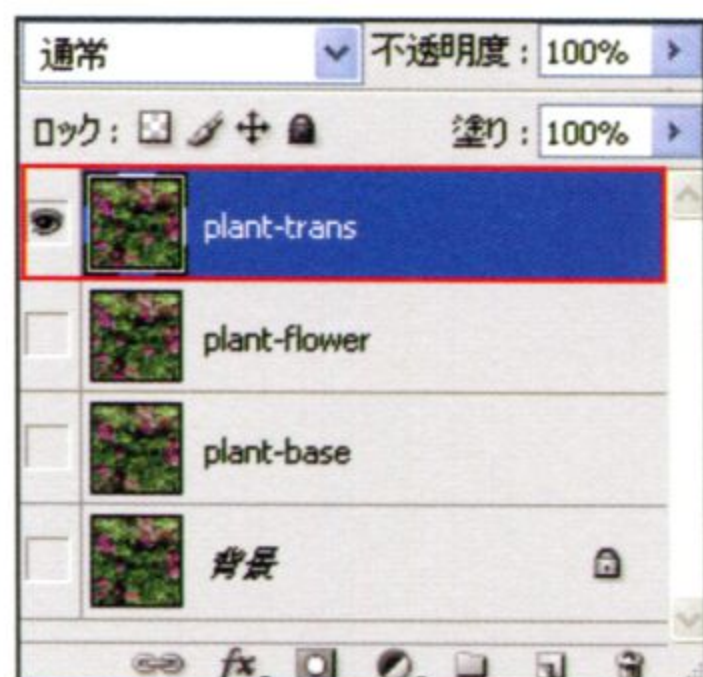 通常 不透明度：100%
ロック： 塗り：100%
plant-trans
plant-flower
plant-base
背景
fx.